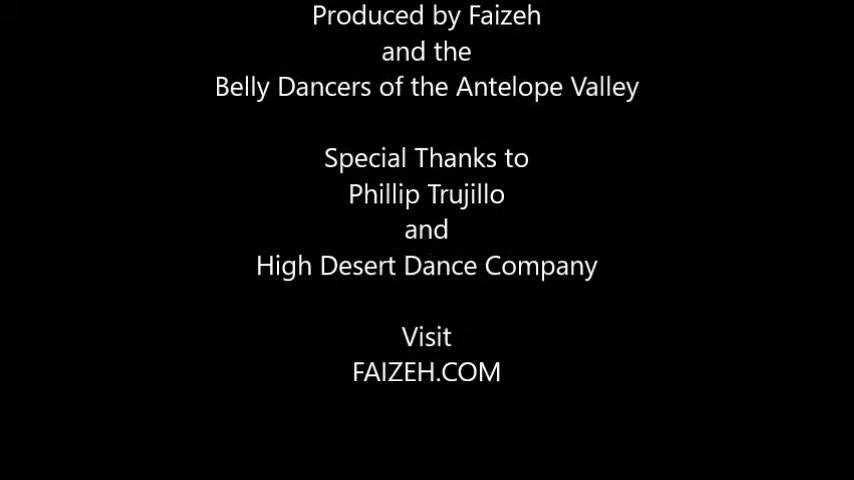 Produced by Faizeh
and the
Belly Dancers of the Antelope Valley
Special Thanks to
Phillip Trujillo
and
High Desert Dance Company
Visit
FAIZEH.COM